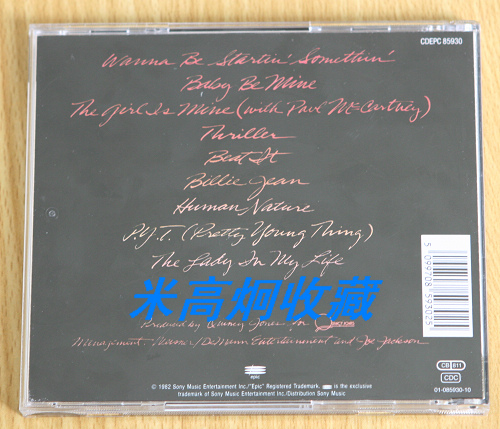 CDEPC 85930
Wanna Be Startin' Somethin'
Baby Be Mine
The Girl Is Mine (with Paul McCartney)
Thriller
Beat It
Billie Jean
Human Nature
P.Y.T. (Pretty Young Thing)
The Lady In My Life
米高炯收藏
Produced by Quincy Jones for
Management: Weisner/DeMann Entertainment and Joe Jackson
5 099708 593025
epic
CB 811
CDC
01-085930-10
© 1982 Sony Music Entertainment Inc./"Epic" Registered Trademark. is the exclusive
trademark of Sony Music Entertainment Inc./Distribution Sony Music